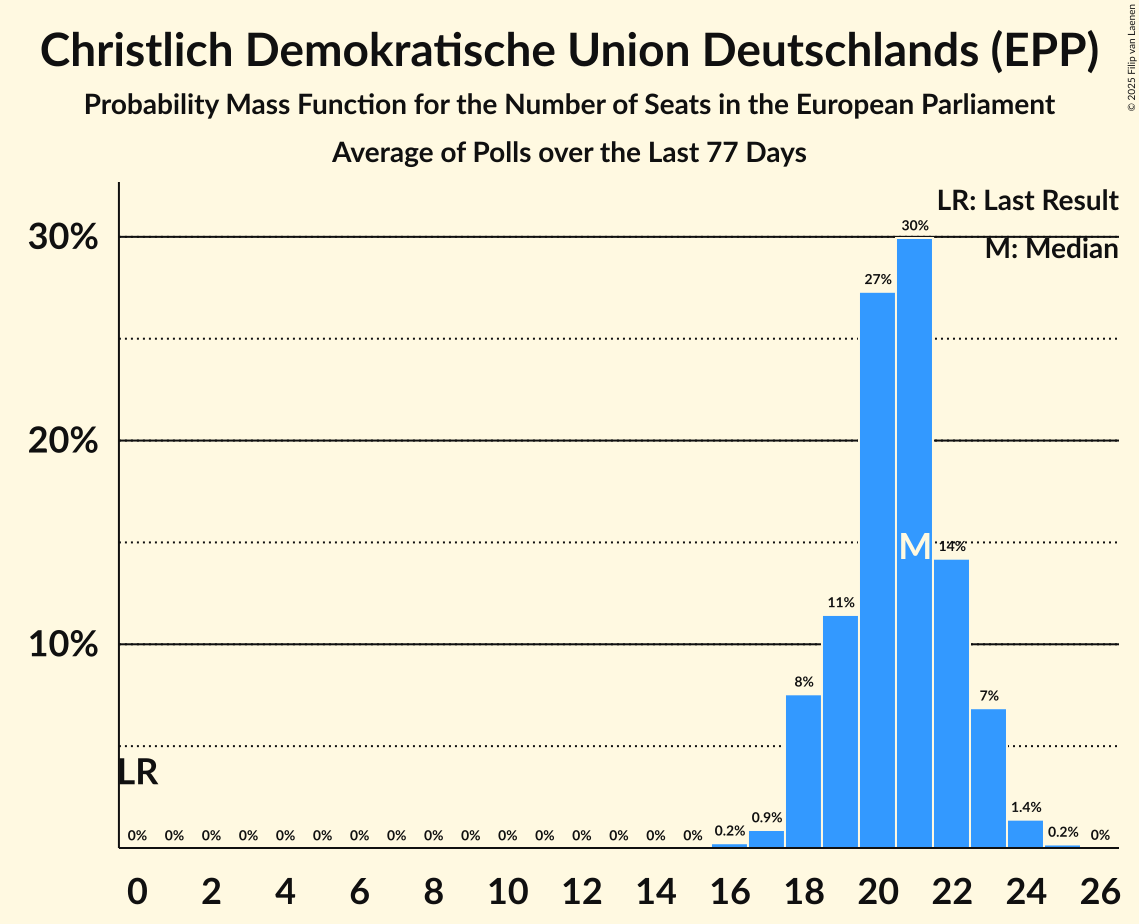 Christlich Demokratische Union Deutschlands (EPP)
Probability Mass Function for the Number of Seats in the European Parliament
Average of Polls over the Last 77 Days
© 2025 Filip van Laenen
LR: Last Result
M: Median
30%
20%
10%
30%
27%
M
14%
11%
8%
7%
LR
0% 0% 0% 0% 0% 0% 0% 0% 0% 0% 0% 0% 0% 0% 0% 0% 0.2% 0.9% 1.4% 0.2% 0%
0 2 4 6 8 10 12 14 16 18 20 22 24 26